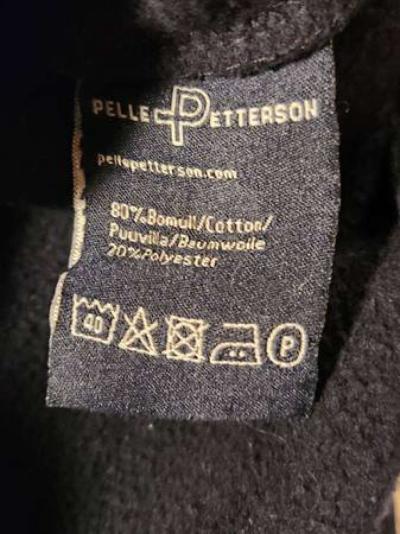 PELLE PETTERSON
pellepetterson.com
80%Bomull/Cotton/
Puuvilla/Baumwolle
20%Polyester
40 P